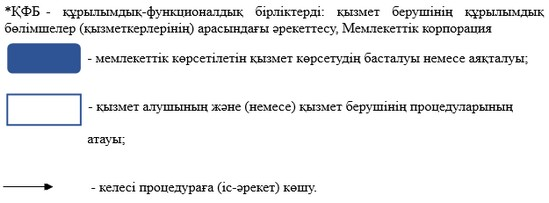 *ҚФБ - құрылымдық-функционалдық бірліктерді: қызмет берушінің құрылымдық
бөлімшелер (қызметкерлерінің) арасындағы әрекеттесу, Мемлекеттік корпорация
- мемлекеттік көрсетілетін қызмет көрсетудің басталуы немесе аяқталуы;
- қызмет алушының және (немесе) қызмет берушінің процедуларының
атауы;
- келесі процедураға (іс-әрекет) көшу.